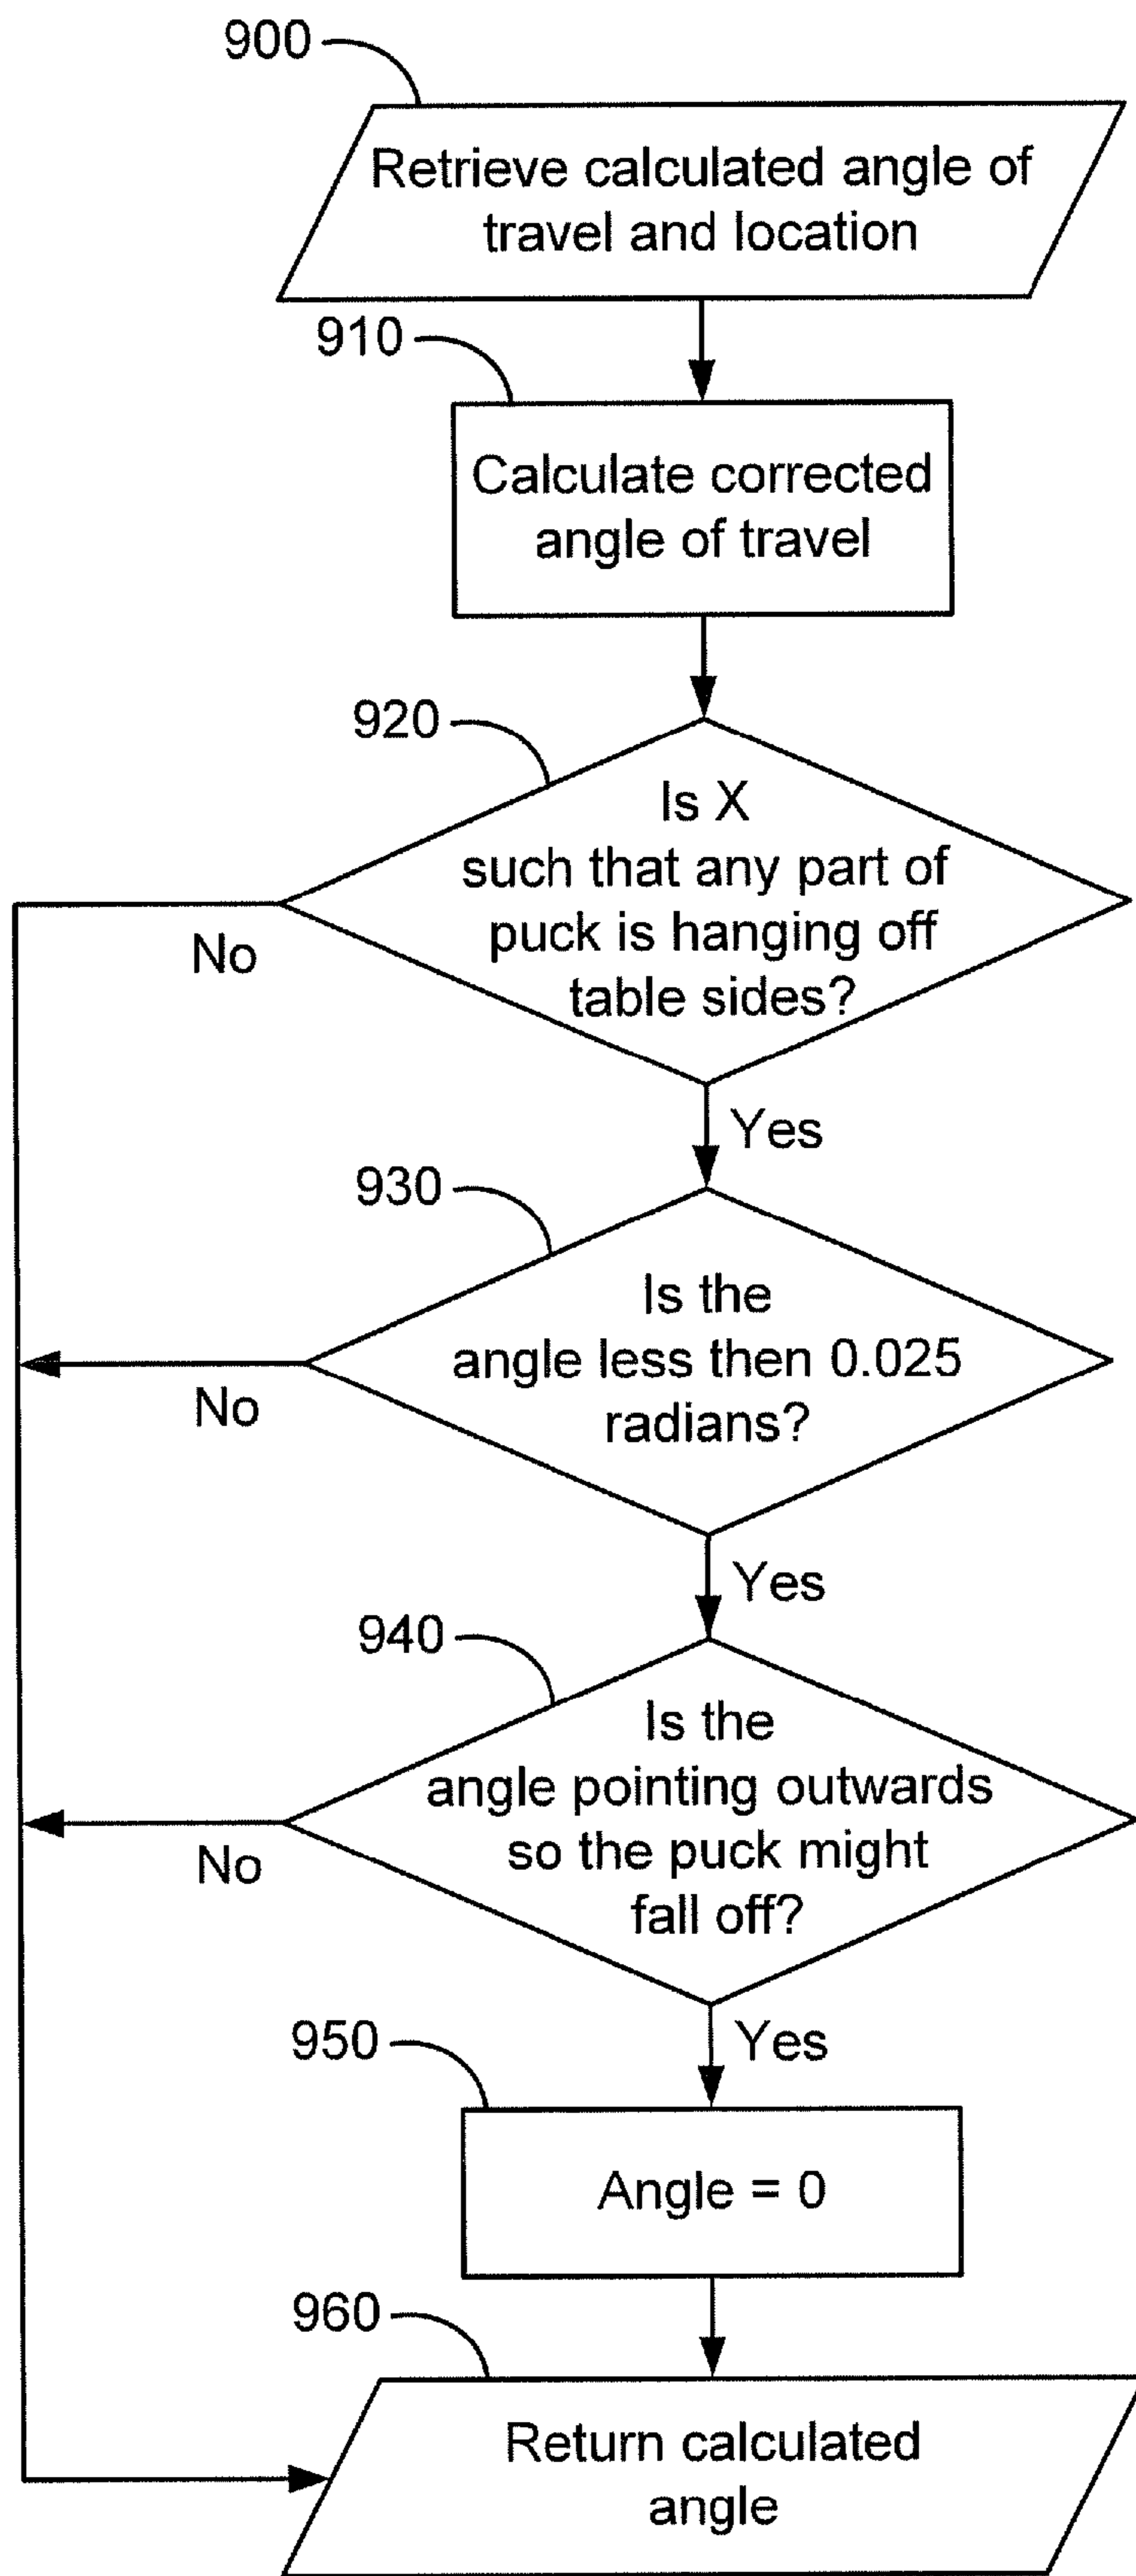 900
Retrieve calculated angle of
travel and location
910
Calculate corrected
angle of travel
920
Is X
such that any part of
puck is hanging off
table sides?
No
Yes
930
Is the
angle less then 0.025
radians?
No
Yes
940
Is the
angle pointing outwards
so the puck might
fall off?
No
Yes
950
Angle = 0
960
Return calculated
angle